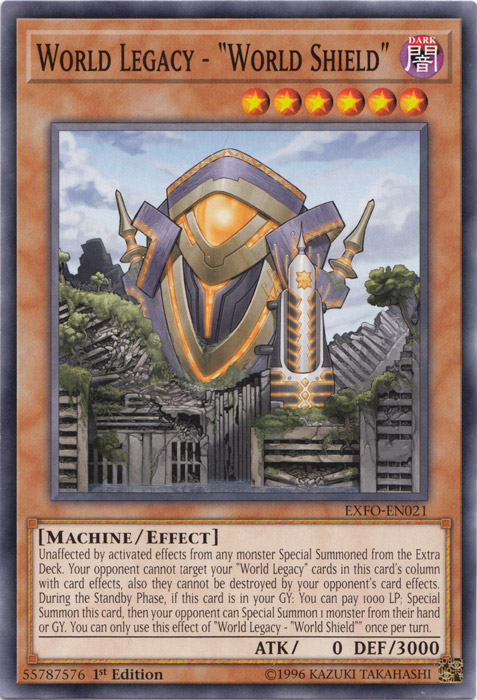 WORLD LEGACY - "WORLD SHIELD"
DARK
闇
EXFO-EN021
[MACHINE/EFFECT]
Unaffected by activated effects from any monster Special Summoned from the Extra
Deck. Your opponent cannot target your "World Legacy" cards in this card's column
with card effects, also they cannot be destroyed by your opponent's card effects.
During the Standby Phase, if this card is in your GY: You can pay 1000 LP; Special
Summon this card, then your opponent can Special Summon 1 monster from their hand
or GY. You can only use this effect of "World Legacy - "World Shield"" once per turn.
ATK/ 0 DEF/3000
55787576 1st Edition ©1996 KAZUKI TAKAHASHI